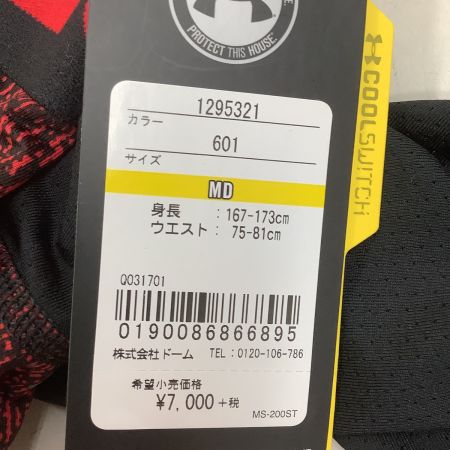 PROTECT THIS HOUSE.
COOLSWITCH
1295321
カラー
601
サイズ
MD
身長 : 167-173cm
ウエスト : 75-81cm
Q031701
0190086866895
株式会社ドーム TEL:0120-106-786
希望小売価格
¥7,000+税
MS-200ST